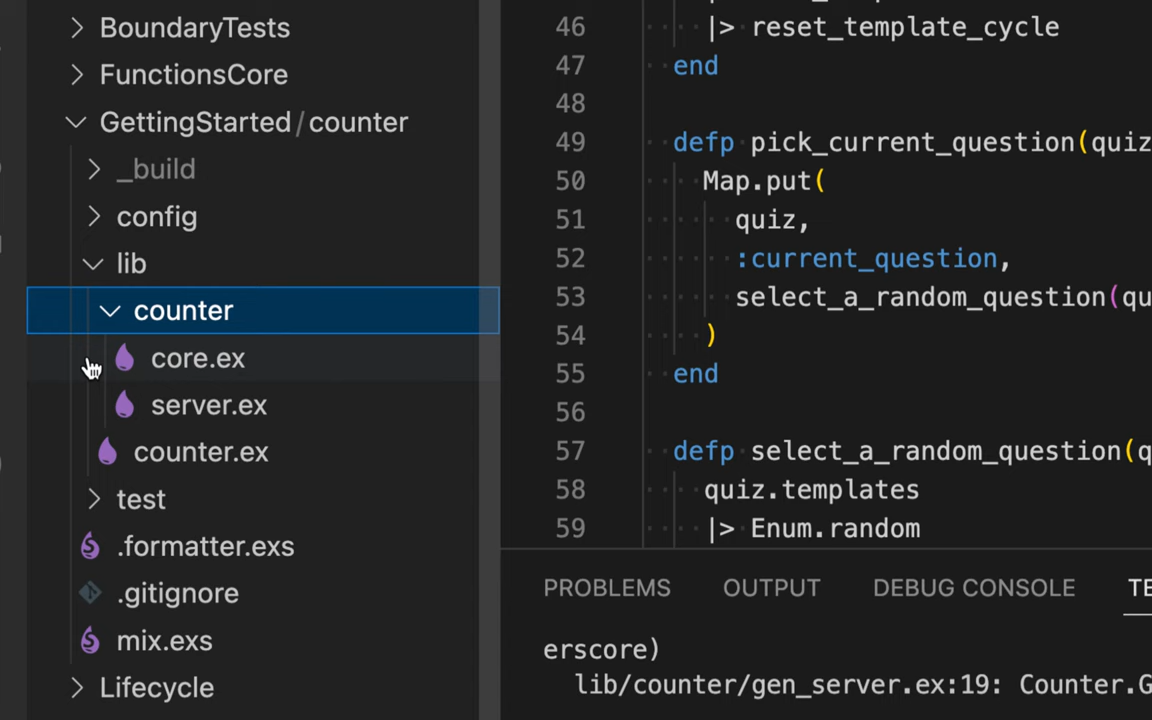 BoundaryTests
FunctionsCore
GettingStarted / counter
_build
config
lib
counter
core.ex
server.ex
counter.ex
test
.formatter.exs
.gitignore
mix.exs
Lifecycle
46 |> reset_template_cycle
47 end
48
49 defp pick_current_question(quiz
50 Map.put(
51 quiz,
52 :current_question,
53 select_a_random_question(qu
54 )
55 end
56
57 defp select_a_random_question(q
58 quiz.templates
59 |> Enum.random
PROBLEMS OUTPUT DEBUG CONSOLE TE
erscore)
lib/counter/gen_server.ex:19: Counter.G